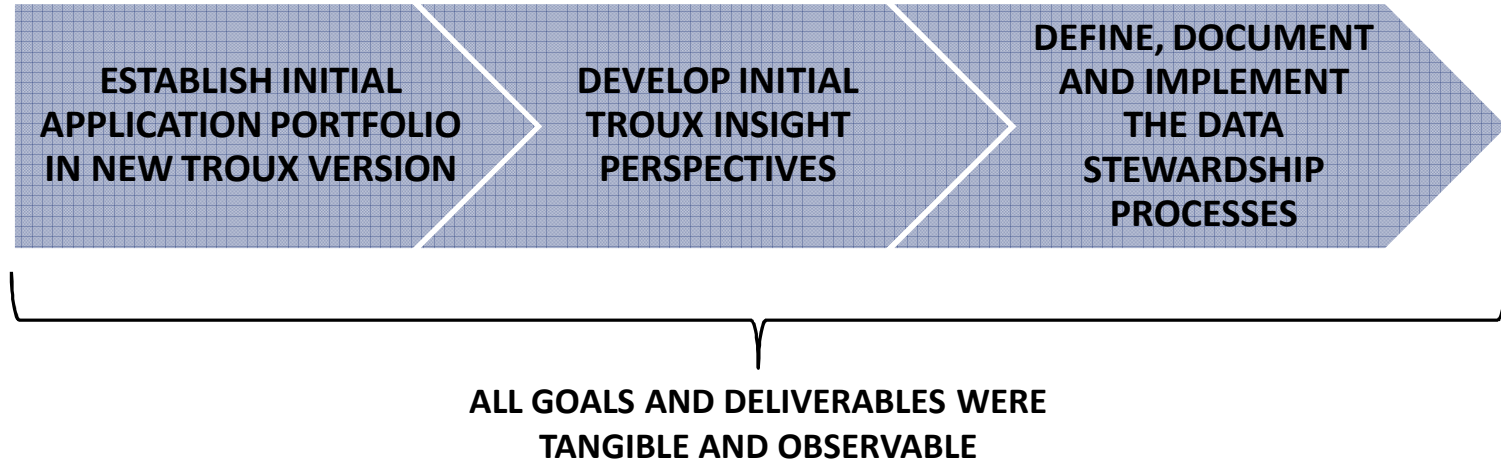 ESTABLISH INITIAL
APPLICATION PORTFOLIO
IN NEW TROUX VERSION
DEVELOP INITIAL
TROUX INSIGHT
PERSPECTIVES
DEFINE, DOCUMENT
AND IMPLEMENT
THE DATA
STEWARDSHIP
PROCESSES
ALL GOALS AND DELIVERABLES WERE
TANGIBLE AND OBSERVABLE